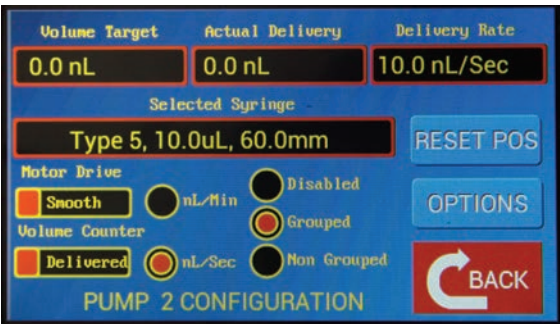 Volume Target Actual Delivery Delivery Rate
0.0 nL 0.0 nL 10.0 nL/Sec
Selected Syringe
Type 5, 10.0uL, 60.0mm RESET POS
Motor Drive
Smooth nL/Min Disabled
Grouped OPTIONS
Volume Counter
Delivered nL/Sec Non Grouped
BACK
PUMP 2 CONFIGURATION